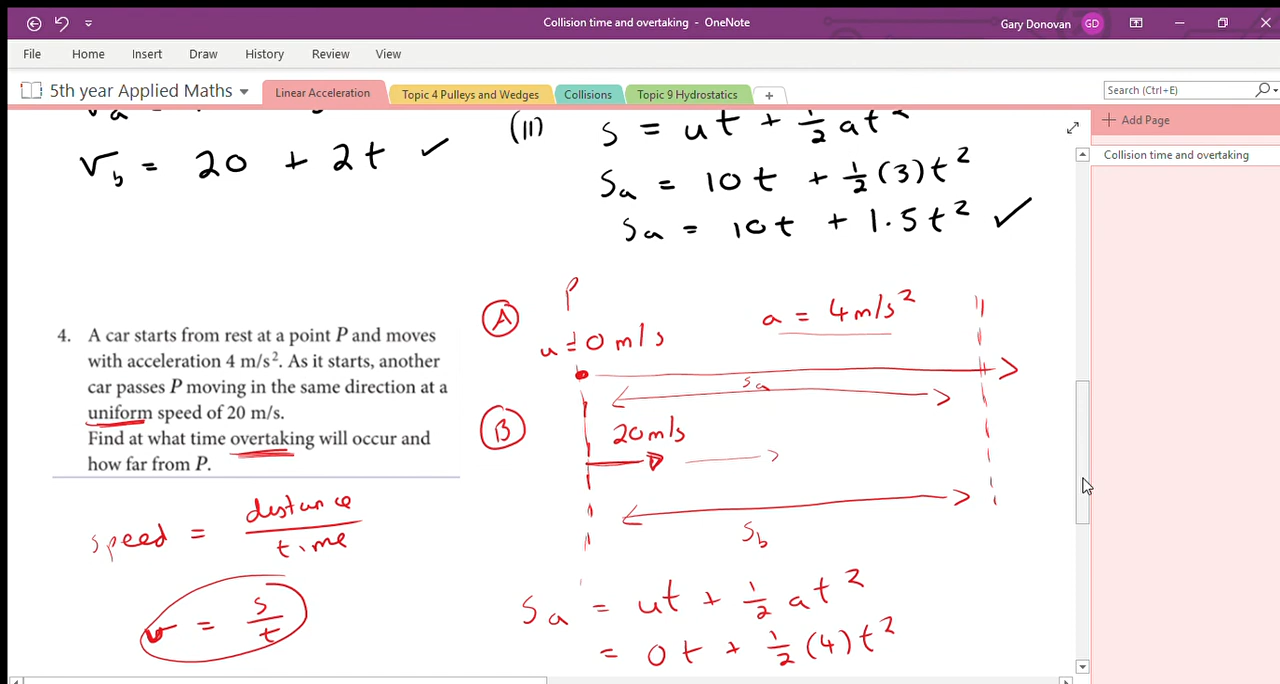 Collision time and overtaking - OneNote
Gary Donovan GD
File Home Insert Draw History Review View
5th year Applied Maths
Linear Acceleration
Topic 4 Pulleys and Wedges
Collisions
Topic 9 Hydrostatics
Search (Ctrl+E)
Add Page
Collision time and overtaking
v_b = 20 + 2t ✓
(II) s = ut + ½at²
S_a = 10t + ½(3)t²
S_a = 10t + 1.5t² ✓
4. A car starts from rest at a point P and moves
with acceleration 4 m/s². As it starts, another
car passes P moving in the same direction at a
uniform speed of 20 m/s.
Find at what time overtaking will occur and
how far from P.
speed = distance / time
v = s / t
P
A
a = 4m/s²
u = 0 m/s
s_a
B
20m/s
S_b
S_a = ut + ½at²
= 0t + ½(4)t²